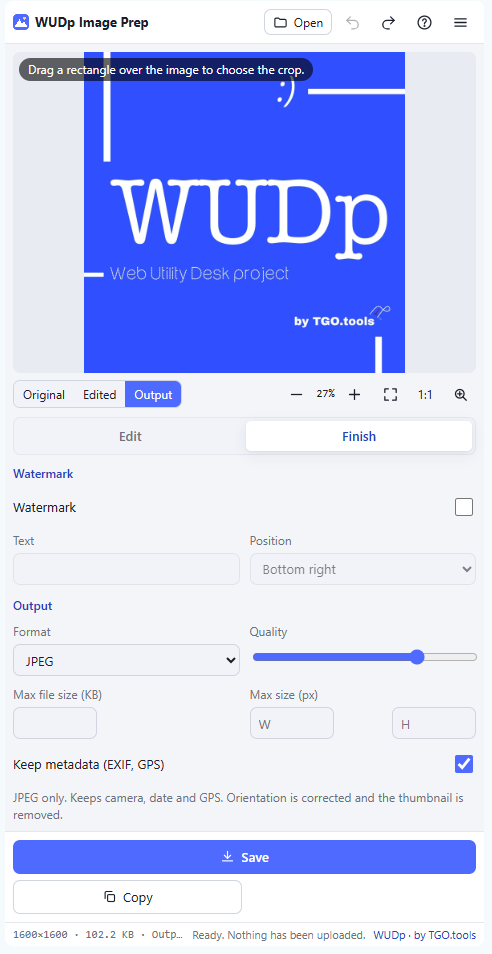 WUDp Image Prep
Open
Drag a rectangle over the image to choose the crop.
:)
WUDp
Web Utility Desk project
by TGO.tools
Original Edited Output
27% 1:1
Edit Finish
Watermark
Watermark
Text Position
Bottom right
Output
Format Quality
JPEG
Max file size (KB) Max size (px)
W H
Keep metadata (EXIF, GPS)
JPEG only. Keeps camera, date and GPS. Orientation is corrected and the thumbnail is
removed.
Save
Copy
1600×1600 · 102.2 KB · Outp… Ready. Nothing has been uploaded. WUDp · by TGO.tools